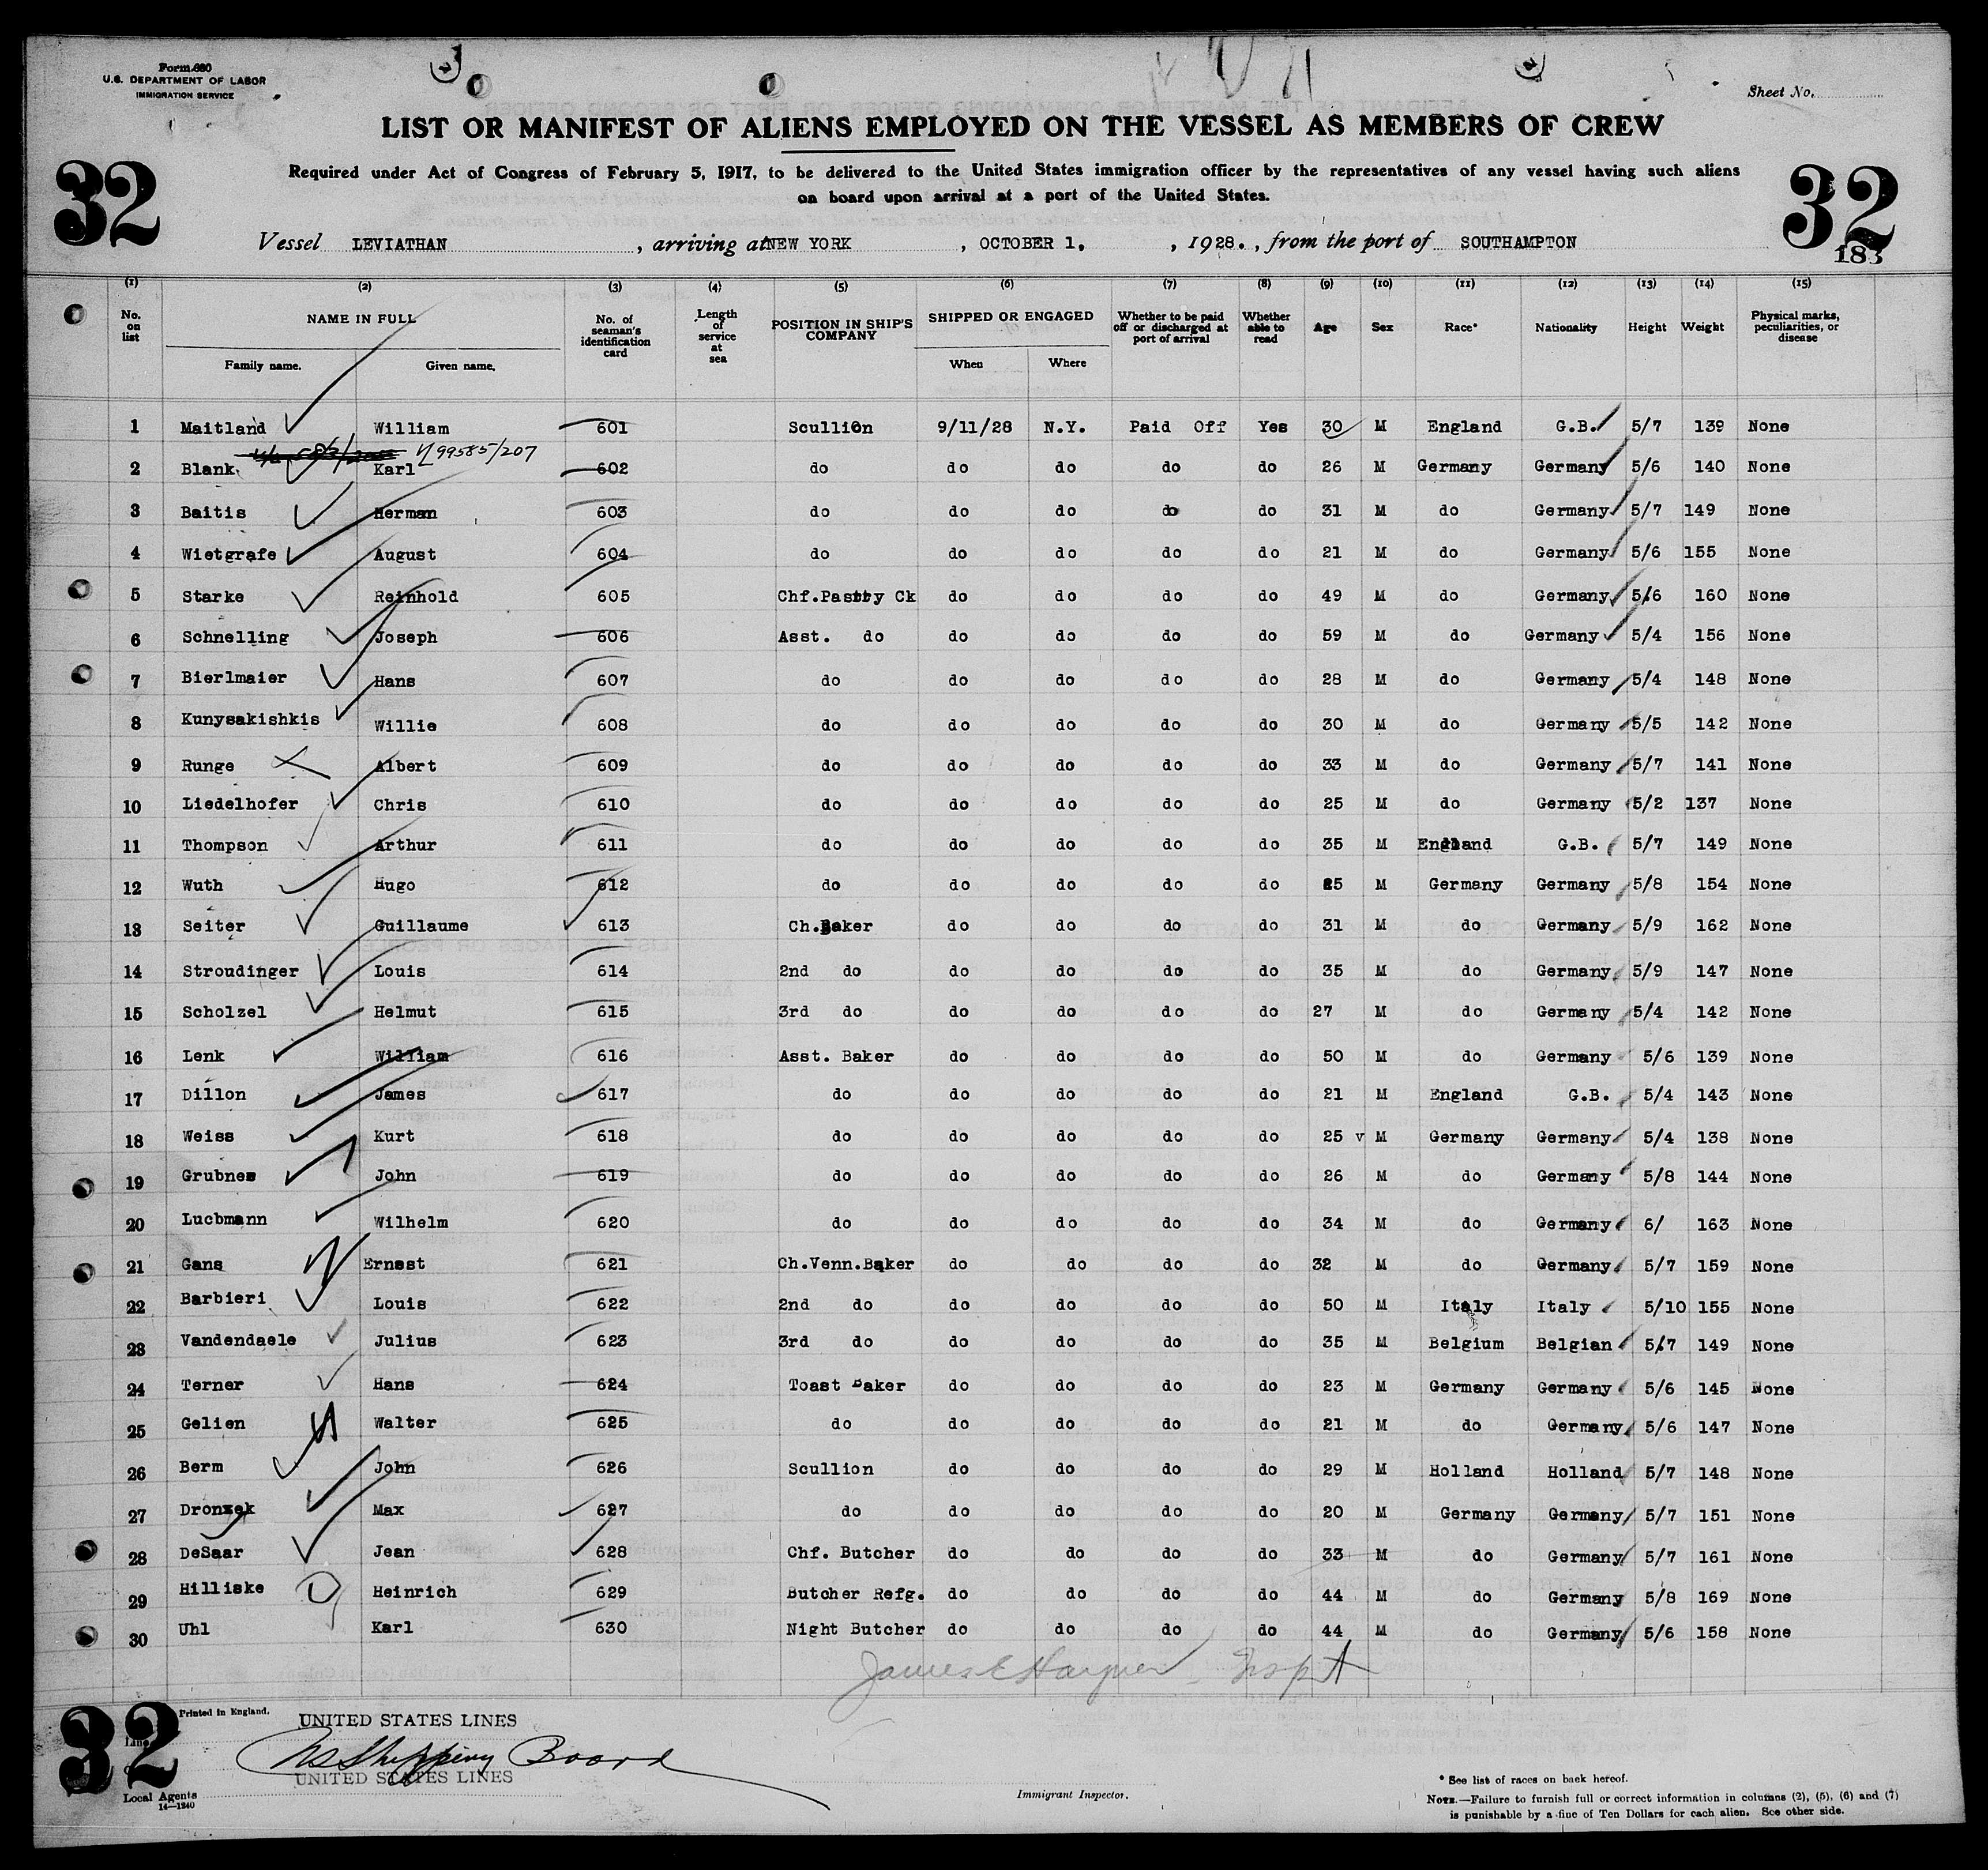 Form 680
U.S. DEPARTMENT OF LABOR
IMMIGRATION SERVICE
Sheet No.
LIST OR MANIFEST OF ALIENS EMPLOYED ON THE VESSEL AS MEMBERS OF CREW
Required under Act of Congress of February 5, 1917, to be delivered to the United States immigration officer by the representatives of any vessel having such aliens
on board upon arrival at a port of the United States.
32 32
183
Vessel LEVIATHAN, arriving at NEW YORK, OCTOBER 1, , 1928., from the port of SOUTHAMPTON
(1) (2) (3) (4) (5) (6) (7) (8) (9) (10) (11) (12) (13) (14) (15)
No. on list NAME IN FULL Family name. Given name. No. of seaman's identification card Length of service at sea POSITION IN SHIP'S COMPANY SHIPPED OR ENGAGED When Where Whether to be paid off or discharged at port of arrival Whether able to read Age Sex Race* Nationality Height Weight Physical marks, peculiarities, or disease
1 Maitland William 601 Scullion 9/11/28 N.Y. Paid Off Yes 30 M England G.B. 5/7 139 None
99585/207
2 Blank Karl 602 do do do do do 26 M Germany Germany 5/6 140 None
3 Baitis Herman 603 do do do do do 31 M do Germany 5/7 149 None
4 Wietgrafe August 604 do do do do do 21 M do Germany 5/6 155 None
5 Starke Reinhold 605 Chf.Pastry Ck do do do do 49 M do Germany 5/6 160 None
6 Schnelling Joseph 606 Asst. do do do do do 59 M do Germany 5/4 156 None
7 Bierlmaier Hans 607 do do do do do 28 M do Germany 5/4 148 None
8 Kunysakishkis Willie 608 do do do do do 30 M do Germany 5/5 142 None
9 Runge Albert 609 do do do do do 33 M do Germany 5/7 141 None
10 Liedelhofer Chris 610 do do do do do 25 M do Germany 5/2 137 None
11 Thompson Arthur 611 do do do do do 35 M England G.B. 5/7 149 None
12 Wuth Hugo 612 do do do do do 25 M Germany Germany 5/8 154 None
13 Seiter Guillaume 613 Ch.Baker do do do do 31 M do Germany 5/9 162 None
14 Stroudinger Louis 614 2nd do do do do do 35 M do Germany 5/9 147 None
15 Scholzel Helmut 615 3rd do do do do do 27 M do Germany 5/4 142 None
16 Lenk William 616 Asst. Baker do do do do 50 M do Germany 5/6 139 None
17 Dillon James 617 do do do do do 21 M England G.B. 5/4 143 None
18 Weiss Kurt 618 do do do do do 25 v M Germany Germany 5/4 138 None
19 Grubnes John 619 do do do do do 26 M do Germany 5/8 144 None
20 Lucbmann Wilhelm 620 do do do do do 34 M do Germany 6/ 163 None
21 Gans Ernest 621 Ch.Venn.Baker do do do do 32 M do Germany 5/7 159 None
22 Barbieri Louis 622 2nd do do do do do 50 M Italy Italy 5/10 155 None
23 Vandendaele Julius 623 3rd do do do do do 35 M Belgium Belgian 5/7 149 None
24 Terner Hans 624 Toast Baker do do do do 23 M Germany Germany 5/6 145 None
25 Gelien Walter 625 do do do do do 21 M do Germany 5/6 147 None
26 Berm John 626 Scullion do do do do 29 M Holland Holland 5/7 148 None
27 Dronzek Max 627 do do do do do 20 M Germany Germany 5/7 151 None
28 DeSaar Jean 628 Chf. Butcher do do do do 33 M do Germany 5/7 161 None
29 Hilliske Heinrich 629 Butcher Refg. do do do do 44 M do Germany 5/8 169 None
30 Uhl Karl 630 Night Butcher do do do do 44 M do Germany 5/6 158 None
James Inspt
32
Printed in England.
UNITED STATES LINES
US Shipping Board
UNITED STATES LINES
Local Agents
14—1240
Immigrant Inspector.
* See list of races on back hereof.
NOTE.—Failure to furnish full or correct information in columns (2), (5), (6) and (7)
is punishable by a fine of Ten Dollars for each alien. See other side.